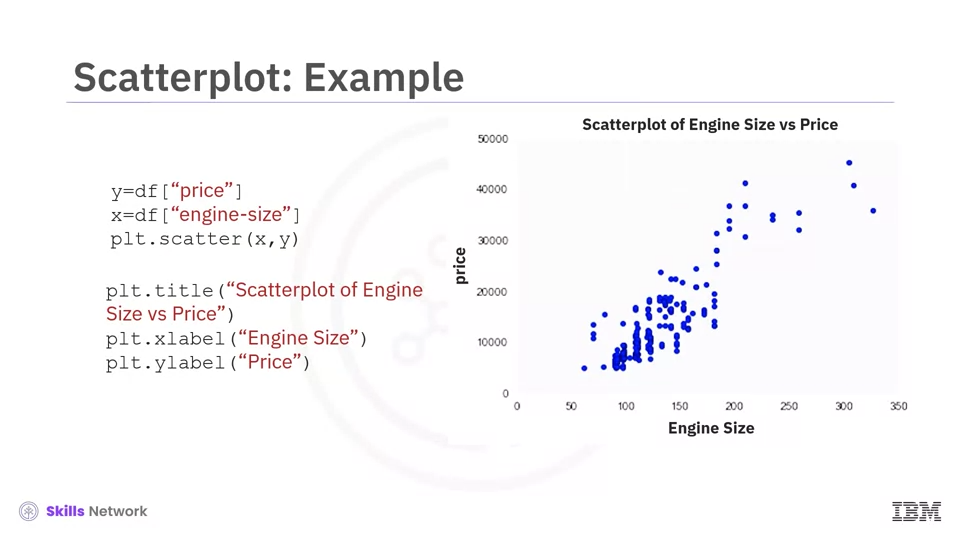 Scatterplot: Example
y=df[“price”]
x=df[“engine-size”]
plt.scatter(x,y)
plt.title(“Scatterplot of Engine
Size vs Price”)
plt.xlabel(“Engine Size”)
plt.ylabel(“Price”)
Scatterplot of Engine Size vs Price
50000
40000
30000
20000
10000
0
price
0 50 100 150 200 250 300 350
Engine Size
Skills Network
IBM